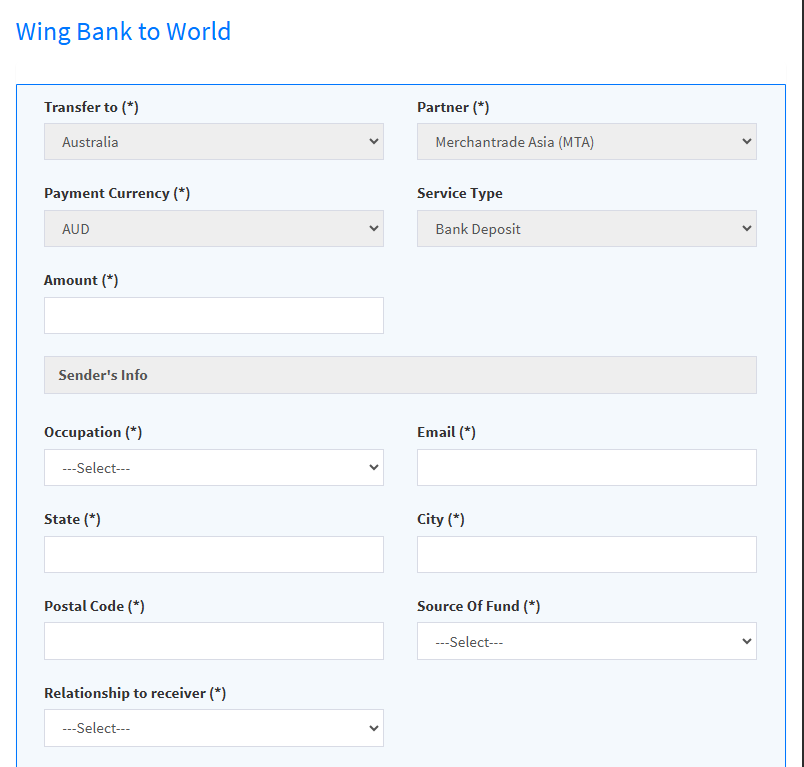 Wing Bank to World
Transfer to (*)
Partner (*)
Australia
Merchantrade Asia (MTA)
Payment Currency (*)
Service Type
AUD
Bank Deposit
Amount (*)
Sender's Info
Occupation (*)
Email (*)
---Select---
State (*)
City (*)
Postal Code (*)
Source Of Fund (*)
---Select---
Relationship to receiver (*)
---Select---